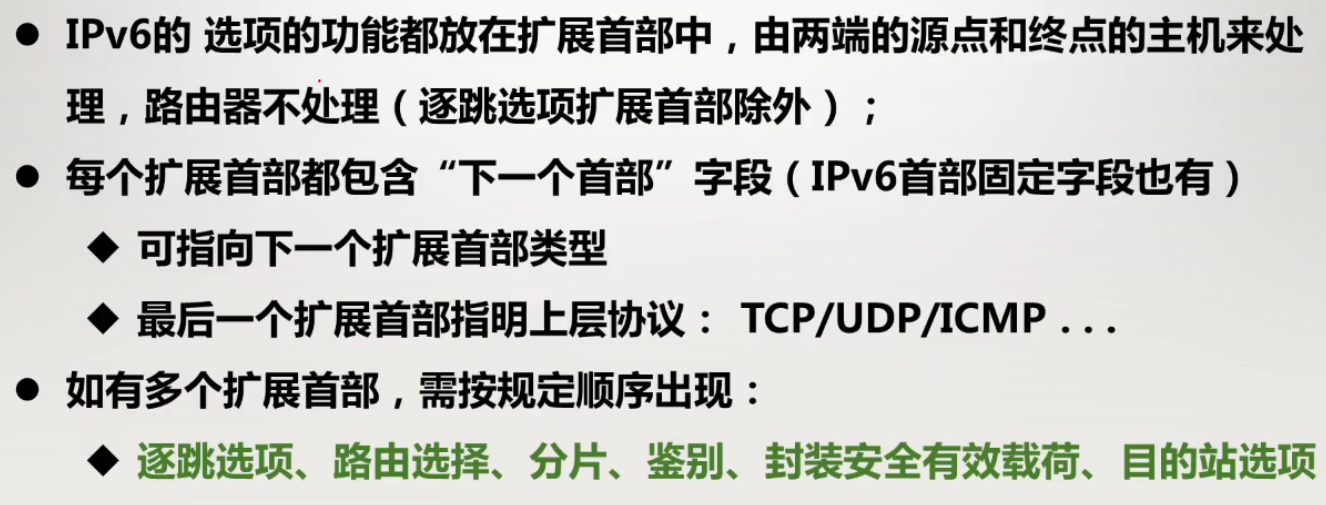 ● IPv6的 选项的功能都放在扩展首部中，由两端的源点和终点的主机来处
理，路由器不处理（逐跳选项扩展首部除外）；
● 每个扩展首部都包含“下一个首部”字段（IPv6首部固定字段也有）
◆ 可指向下一个扩展首部类型
◆ 最后一个扩展首部指明上层协议： TCP/UDP/ICMP . . .
● 如有多个扩展首部，需按规定顺序出现：
◆ 逐跳选项、路由选择、分片、鉴别、封装安全有效载荷、目的站选项